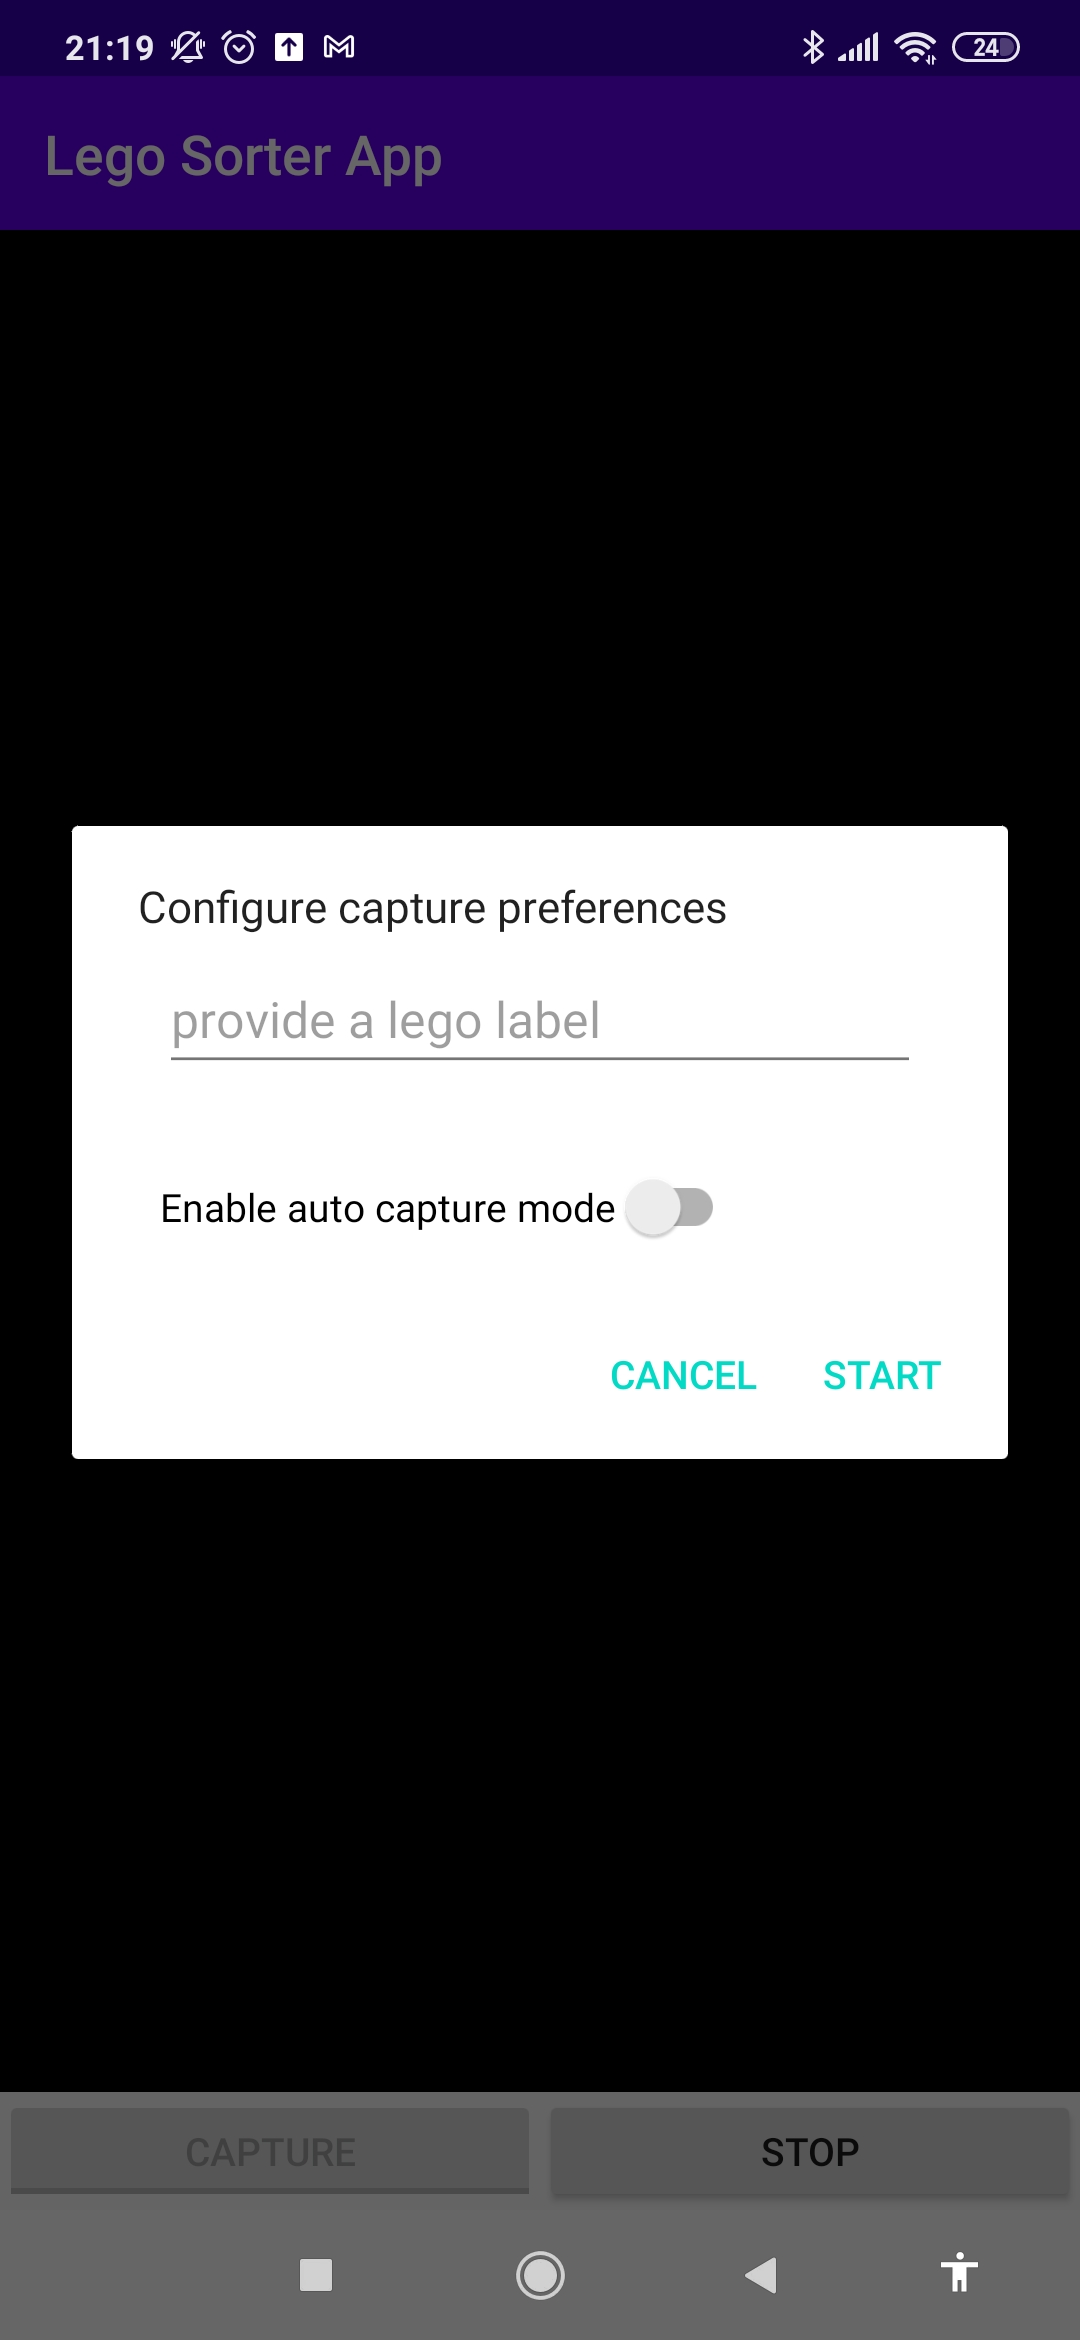 21:19 24
Lego Sorter App
Configure capture preferences
provide a lego label
Enable auto capture mode
CANCEL START
CAPTURE STOP